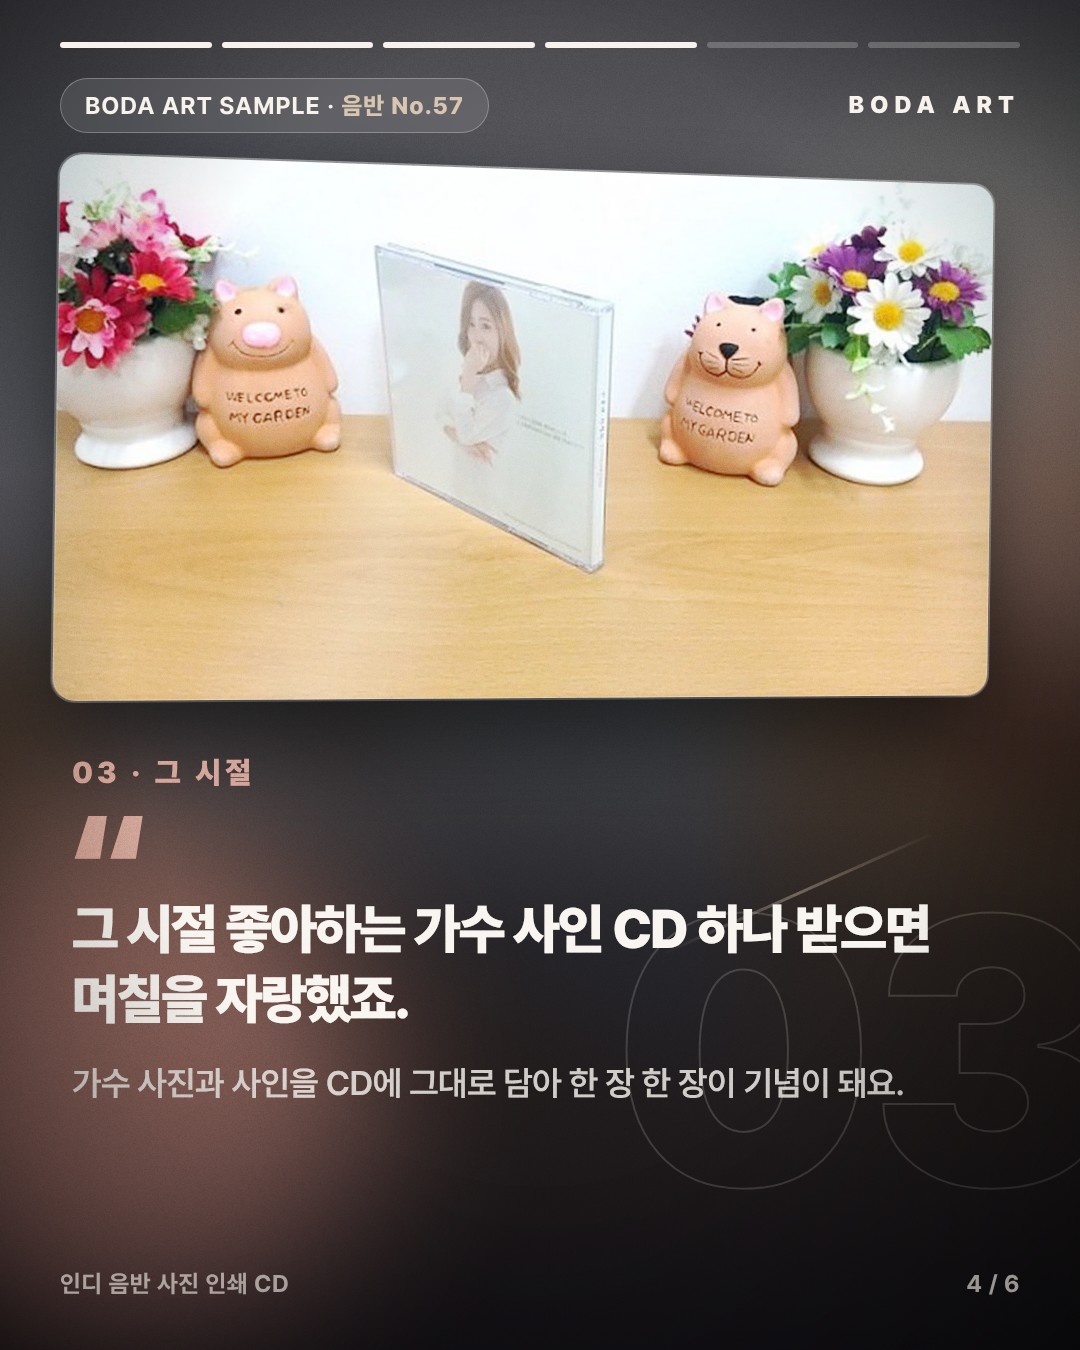 BODA ART SAMPLE · 음반 No.57
BODA ART
WELCOME TO
MY GARDEN
WELCOME TO
MY GARDEN
03 · 그 시절
"
그 시절 좋아하는 가수 사인 CD 하나 받으면
며칠을 자랑했죠.
가수 사진과 사인을 CD에 그대로 담아 한 장 한 장이 기념이 돼요.
03
인디 음반 사진 인쇄 CD
4 / 6